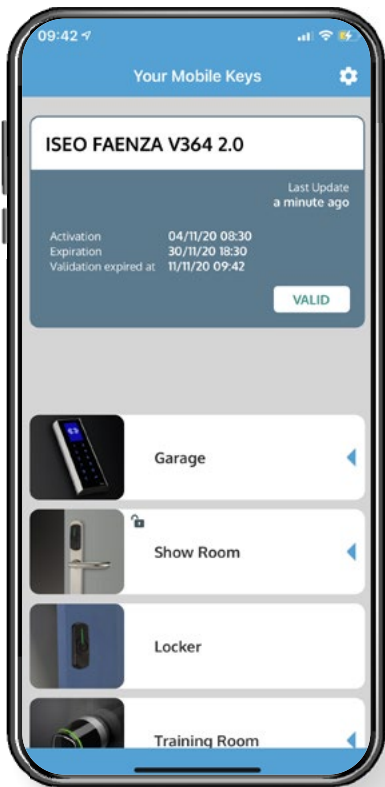 09:42
Your Mobile Keys
ISEO FAENZA V364 2.0
Last Update
a minute ago
Activation 04/11/20 08:30
Expiration 30/11/20 18:30
Validation expired at 11/11/20 09:42
VALID
Garage
Show Room
Locker
Training Room